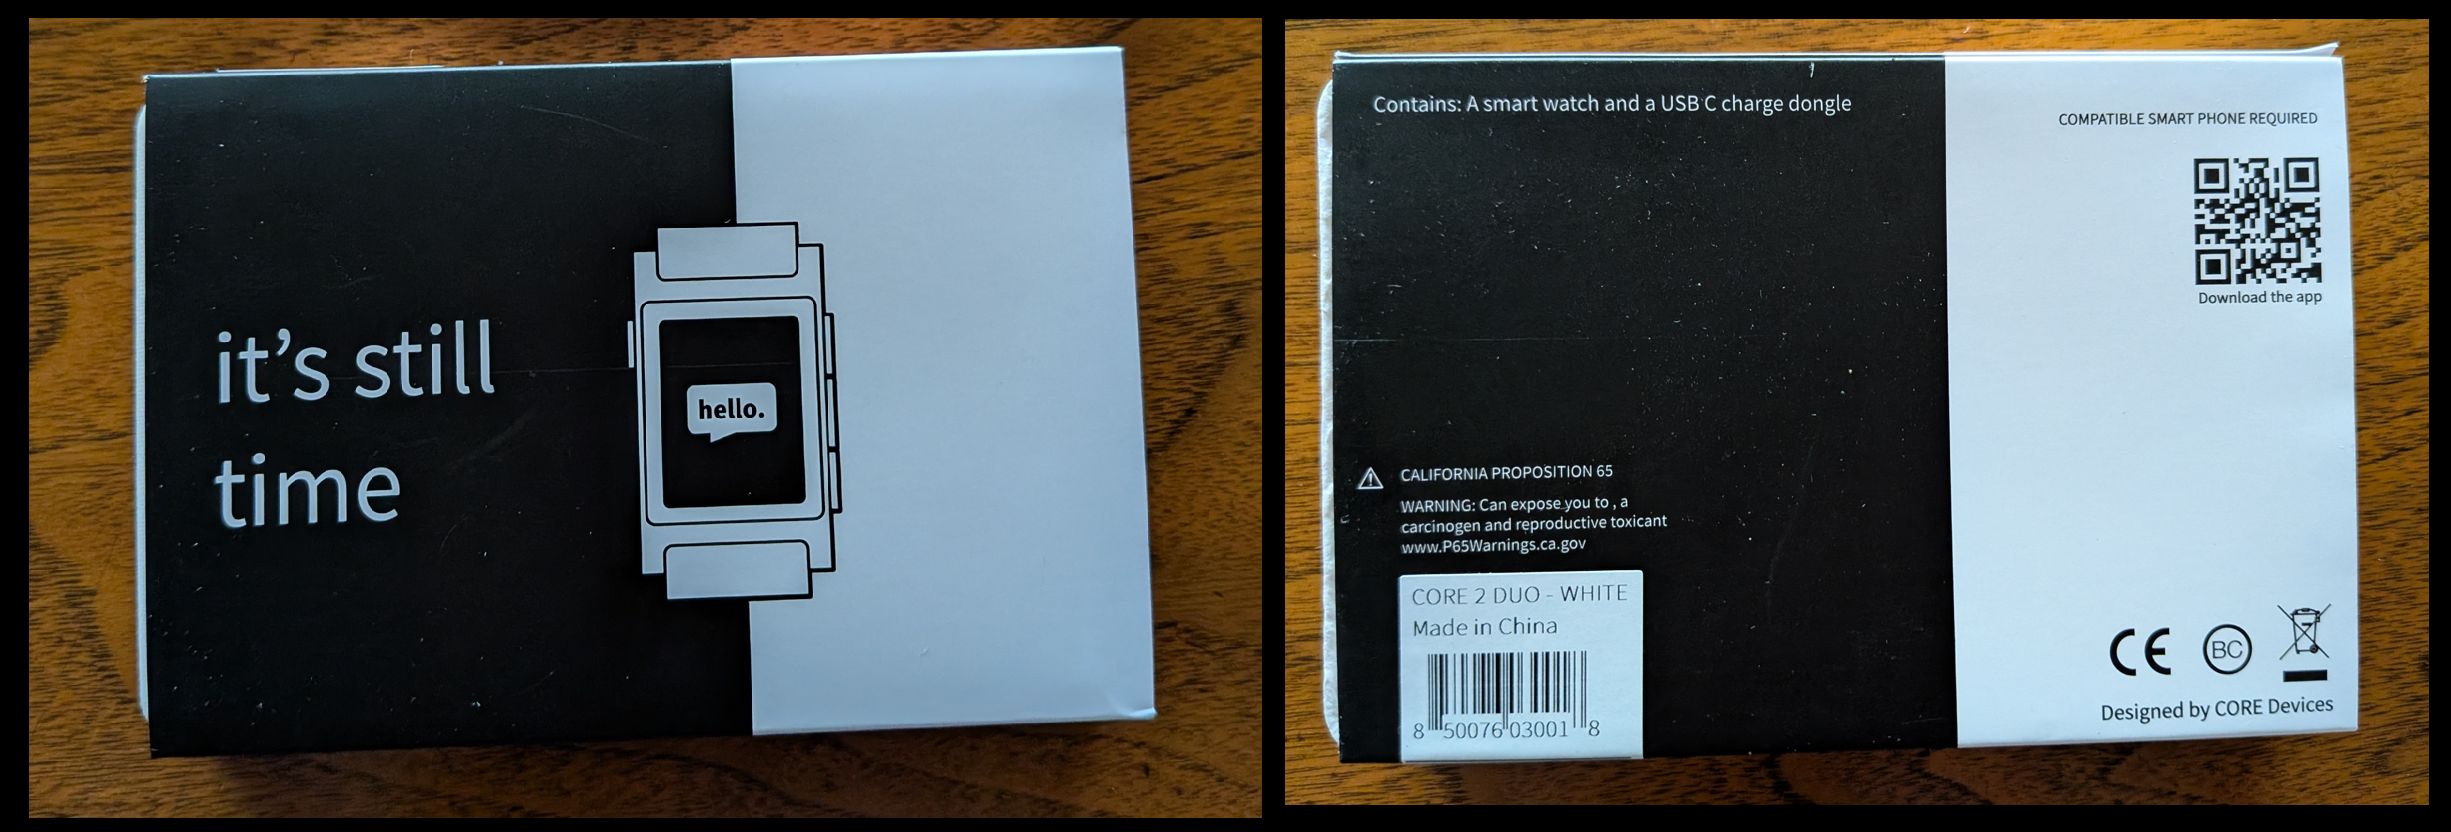 it's still
time
hello.
Contains: A smart watch and a USB C charge dongle
COMPATIBLE SMART PHONE REQUIRED
Download the app
CALIFORNIA PROPOSITION 65
WARNING: Can expose you to , a
carcinogen and reproductive toxicant
www.P65Warnings.ca.gov
CORE 2 DUO - WHITE
Made in China
8 50076 03001 8
CE BC
Designed by CORE Devices